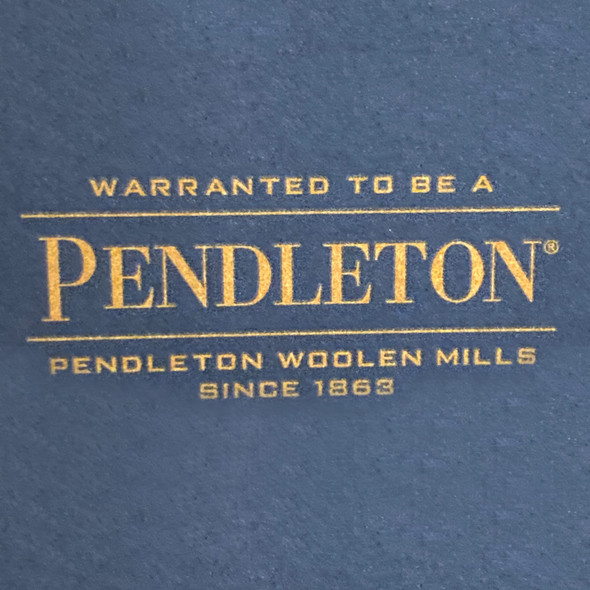 WARRANTED TO BE A
PENDLETON®
PENDLETON WOOLEN MILLS
SINCE 1863